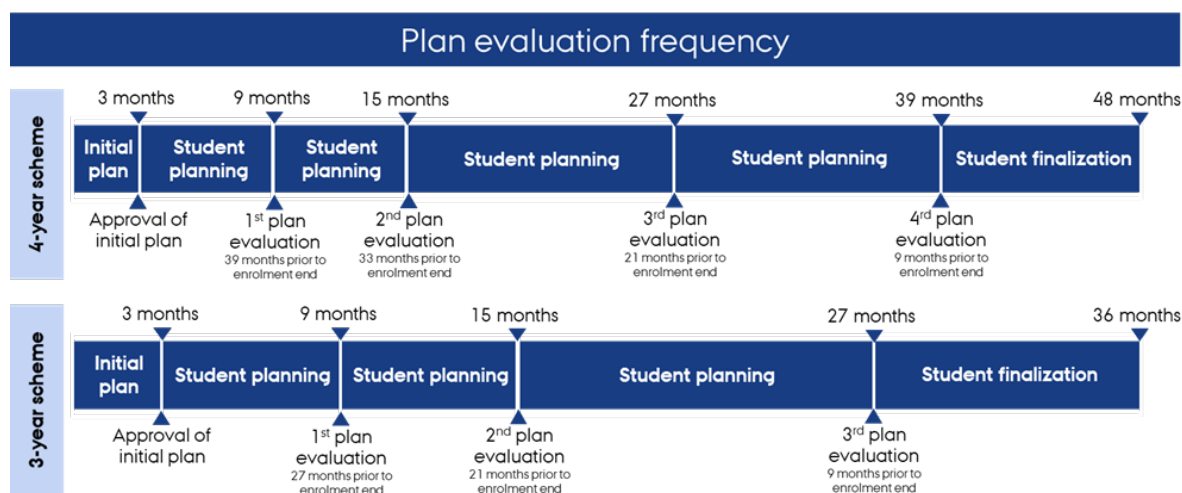 Plan evaluation frequency
4-year scheme
3 months
9 months
15 months
27 months
39 months
48 months
Initial
plan
Student
planning
Student
planning
Student planning
Student planning
Student finalization
Approval of
initial plan
1st plan
evaluation
39 months prior to
enrolment end
2nd plan
evaluation
33 months prior to
enrolment end
3rd plan
evaluation
21 months prior to
enrolment end
4rd plan
evaluation
9 months prior to
enrolment end
3-year scheme
3 months
9 months
15 months
27 months
36 months
Initial
plan
Student planning
Student planning
Student planning
Student finalization
Approval of
initial plan
1st plan
evaluation
27 months prior to
enrolment end
2nd plan
evaluation
21 months prior to
enrolment end
3rd plan
evaluation
9 months prior to
enrolment end